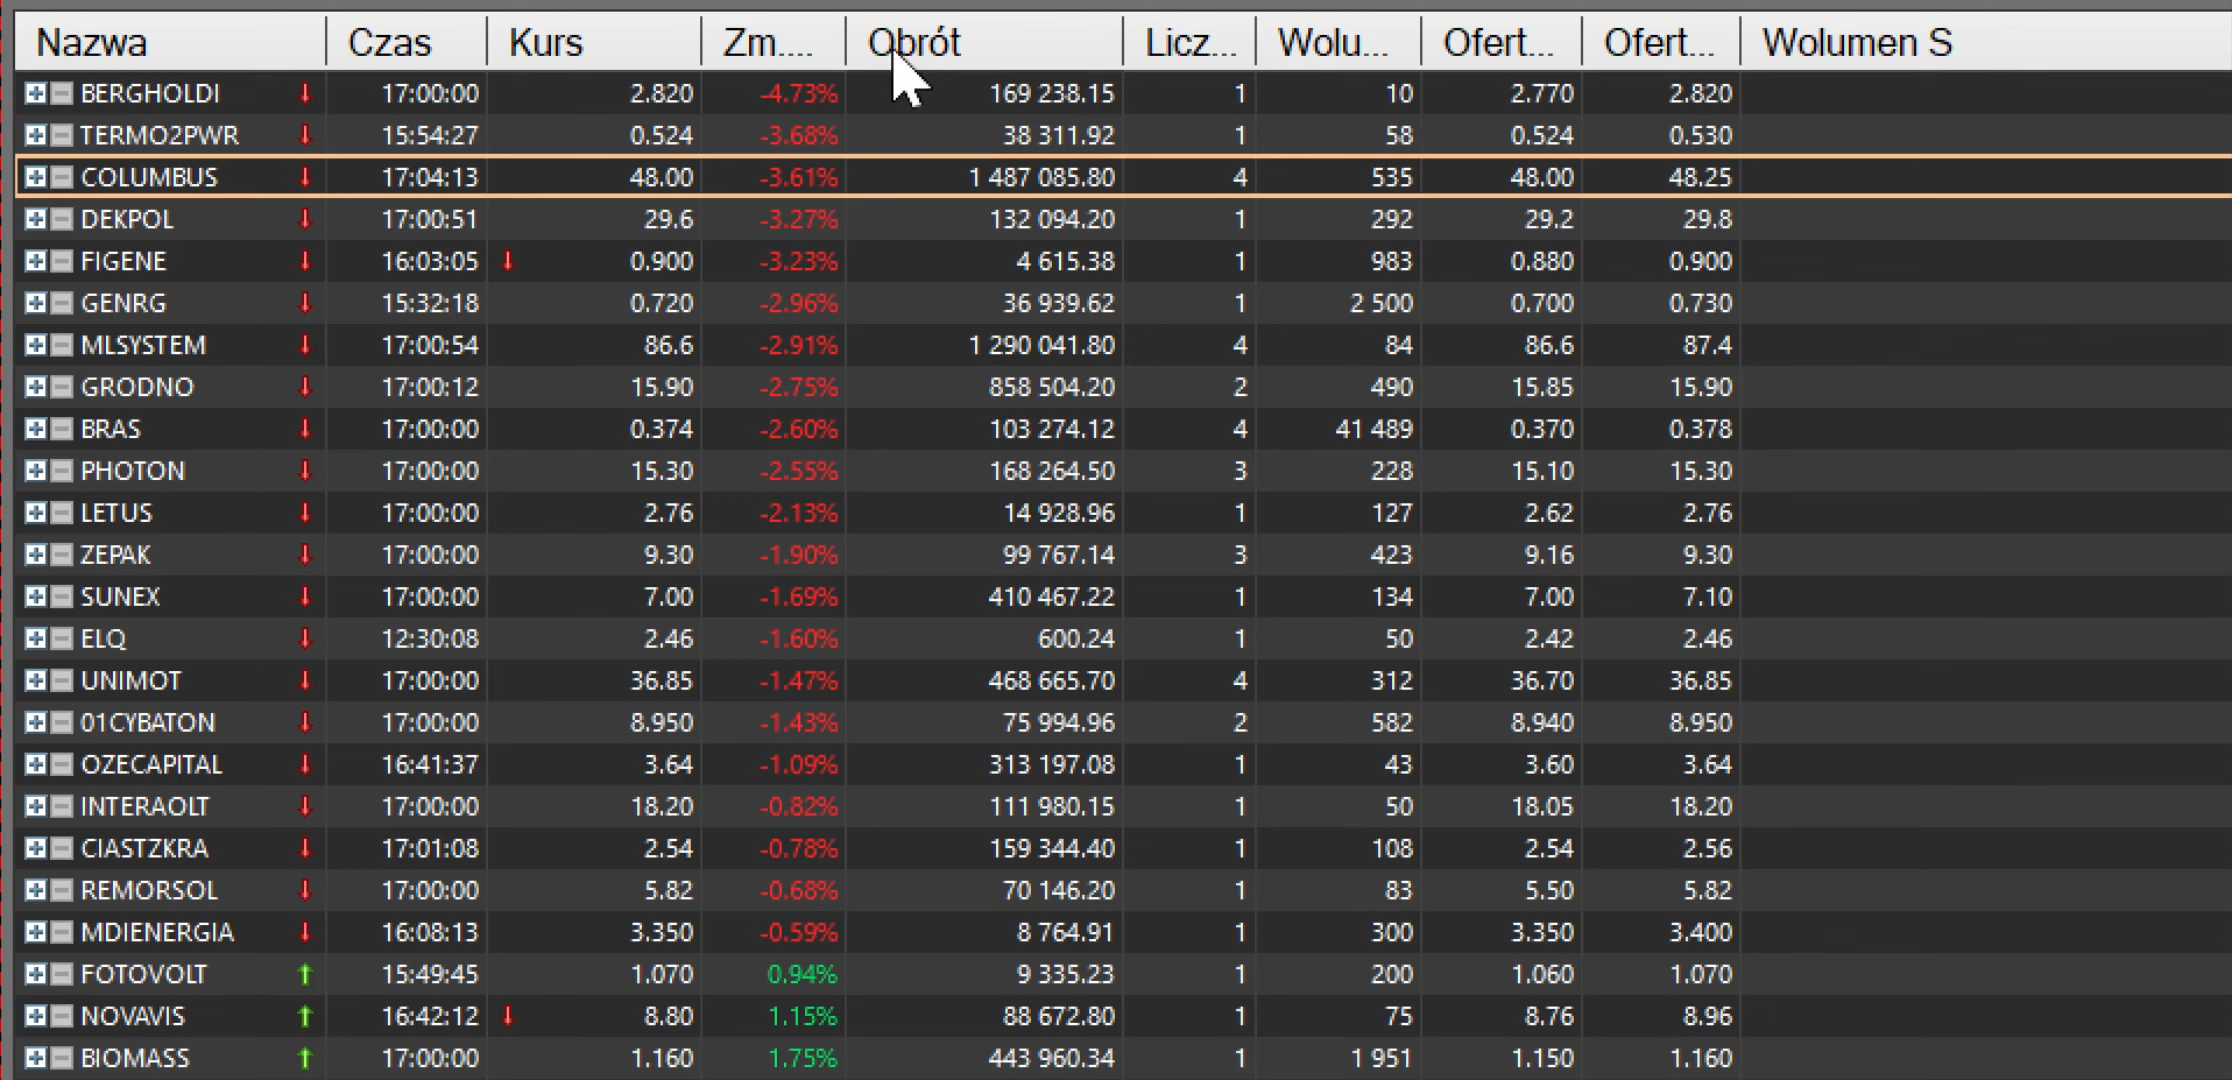 Nazwa Czas Kurs Zm.... Obrót Licz... Wolu... Ofert... Ofert... Wolumen S
BERGHOLDI 17:00:00 2.820 -4.73% 169 238.15 1 10 2.770 2.820
TERMO2PWR 15:54:27 0.524 -3.68% 38 311.92 1 58 0.524 0.530
COLUMBUS 17:04:13 48.00 -3.61% 1 487 085.80 4 535 48.00 48.25
DEKPOL 17:00:51 29.6 -3.27% 132 094.20 1 292 29.2 29.8
FIGENE 16:03:05 0.900 -3.23% 4 615.38 1 983 0.880 0.900
GENRG 15:32:18 0.720 -2.96% 36 939.62 1 2 500 0.700 0.730
MLSYSTEM 17:00:54 86.6 -2.91% 1 290 041.80 4 84 86.6 87.4
GRODNO 17:00:12 15.90 -2.75% 858 504.20 2 490 15.85 15.90
BRAS 17:00:00 0.374 -2.60% 103 274.12 4 41 489 0.370 0.378
PHOTON 17:00:00 15.30 -2.55% 168 264.50 3 228 15.10 15.30
LETUS 17:00:00 2.76 -2.13% 14 928.96 1 127 2.62 2.76
ZEPAK 17:00:00 9.30 -1.90% 99 767.14 3 423 9.16 9.30
SUNEX 17:00:00 7.00 -1.69% 410 467.22 1 134 7.00 7.10
ELQ 12:30:08 2.46 -1.60% 600.24 1 50 2.42 2.46
UNIMOT 17:00:00 36.85 -1.47% 468 665.70 4 312 36.70 36.85
01CYBATON 17:00:00 8.950 -1.43% 75 994.96 2 582 8.940 8.950
OZECAPITAL 16:41:37 3.64 -1.09% 313 197.08 1 43 3.60 3.64
INTERAOLT 17:00:00 18.20 -0.82% 111 980.15 1 50 18.05 18.20
CIASTZKRA 17:01:08 2.54 -0.78% 159 344.40 1 108 2.54 2.56
REMORSOL 17:00:00 5.82 -0.68% 70 146.20 1 83 5.50 5.82
MDIENERGIA 16:08:13 3.350 -0.59% 8 764.91 1 300 3.350 3.400
FOTOVOLT 15:49:45 1.070 0.94% 9 335.23 1 200 1.060 1.070
NOVAVIS 16:42:12 8.80 1.15% 88 672.80 1 75 8.76 8.96
BIOMASS 17:00:00 1.160 1.75% 443 960.34 1 1 951 1.150 1.160